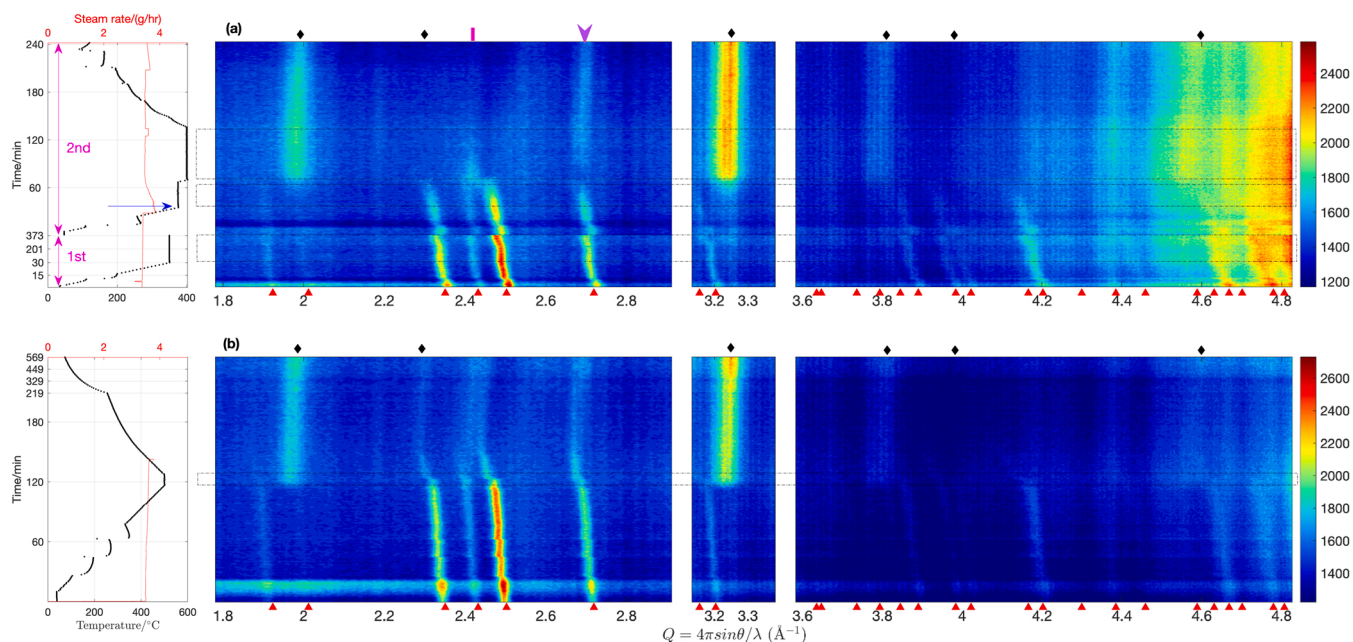 Steam rate/(g/hr)
0 2 4
(a)
240
180
120
60
373
201
30
15
Time/min
2nd
1st
0 200 400
1.8 2 2.2 2.4 2.6 2.8
3.2 3.3
3.6 3.8 4 4.2 4.4 4.6 4.8
2400
2200
2000
1800
1600
1400
1200
0 2 4
(b)
569
449
329
219
180
120
60
Time/min
0 200 400 600
Temperature/°C
1.8 2 2.2 2.4 2.6 2.8
3.2 3.3
3.6 3.8 4 4.2 4.4 4.6 4.8
2600
2400
2200
2000
1800
1600
1400
Q = 4πsinθ/λ (Å⁻¹)